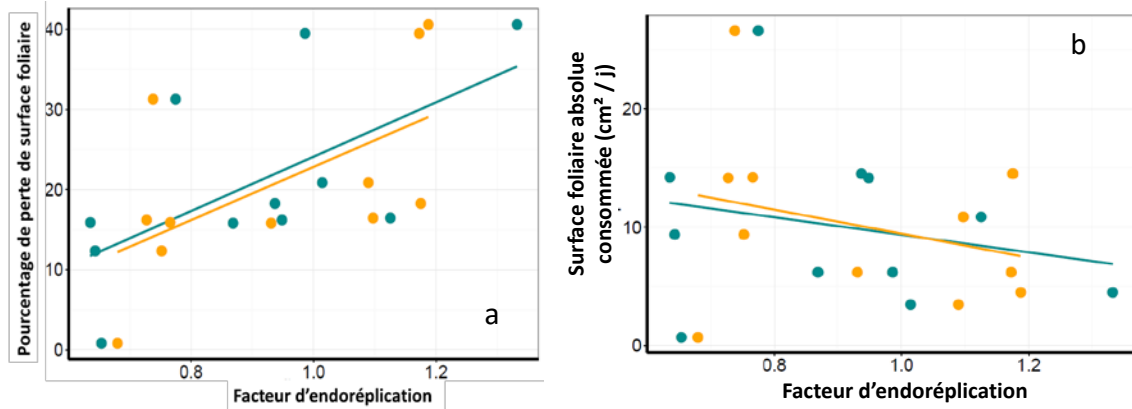 Pourcentage de perte de surface foliaire
40
30
20
10
0
a
0.8
1.0
1.2
Facteur d’endoréplication
Surface foliaire absolue
consommée (cm² / j)
20
10
0
b
0.8
1.0
1.2
Facteur d’endoréplication